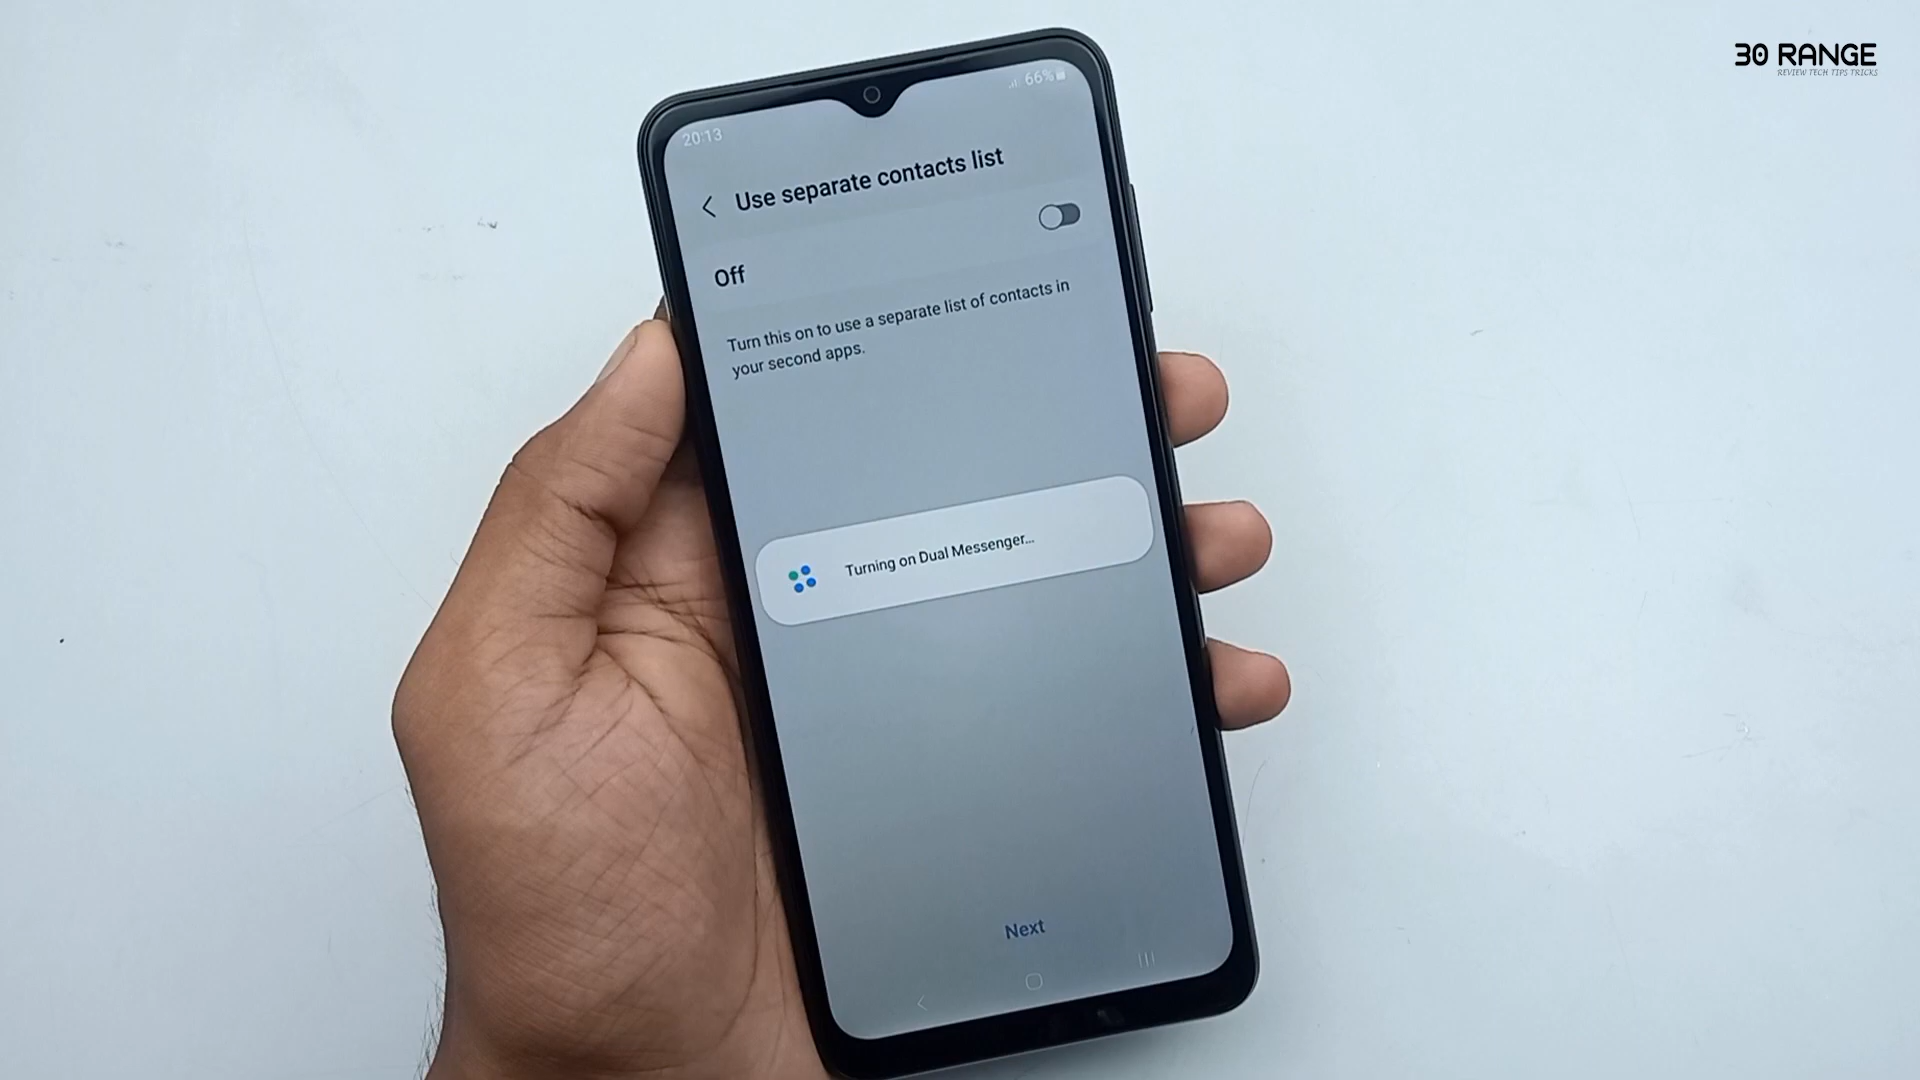 30 RANGE
REVIEW TECH TIPS TRICKS
20:13
66%
Use separate contacts list
Off
Turn this on to use a separate list of contacts in
your second apps.
Turning on Dual Messenger...
Next